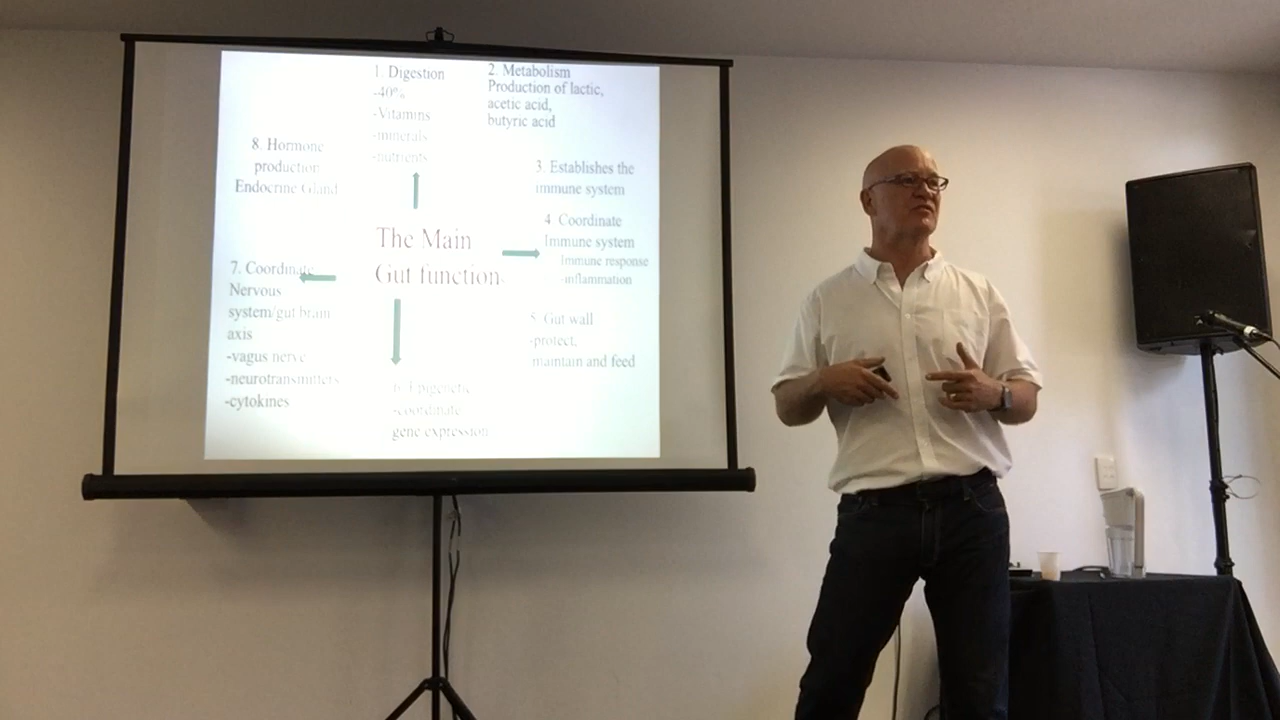 1. Digestion
-40%
-Vitamins
-minerals
-nutrients
2. Metabolism
Production of lactic,
acetic acid,
butyric acid
3. Establishes the
immune system
4. Coordinate
Immune system
-Immune response
-inflammation
5. Gut wall
-protect,
maintain and feed
6. Epigenetic
-coordinate
gene expression
7. Coordinate
Nervous
system/gut brain
axis
-vagus nerve
-neurotransmitters
-cytokines
8. Hormone
production
Endocrine Gland
The Main
Gut functions